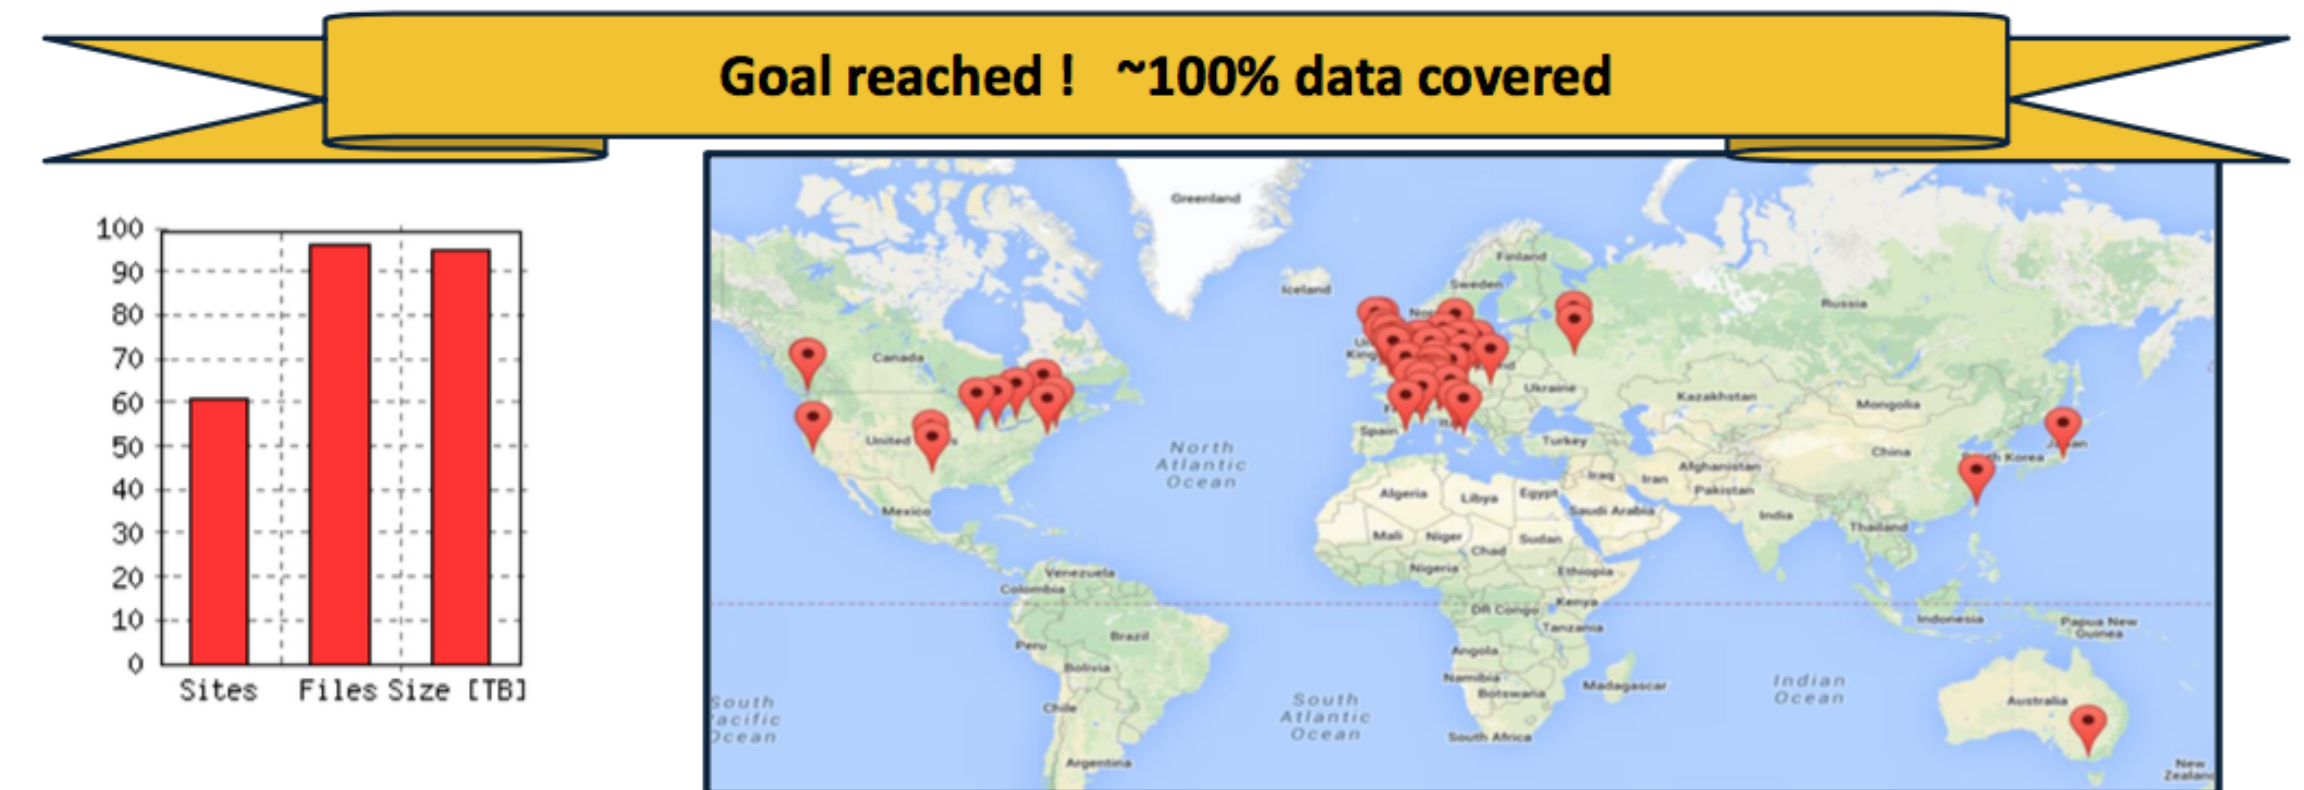 Goal reached ! ~100% data covered
100
90
80
70
60
50
40
30
20
10
0
Sites Files Size [TB]
Greenland
Finland
Iceland
Sweden
Russia
Canada
Ukraine
Kazakhstan
Mongolia
Spain
United
Turkey
North
Atlantic
Ocean
China
Korea
Afghanistan
Iraq
Iran
Pakistan
Algeria
Libya
Egypt
Saudi Arabia
Mexico
India
Thailand
Mali
Niger
Chad
Sudan
Nigeria
Ethiopia
Venezuela
Colombia
DR Congo
Kenya
Tanzania
Indonesia
Papua New
Guinea
Brazil
Peru
Angola
Bolivia
Namibia
Botswana
Madagascar
Indian
Ocean
Australia
South
Ocean
Chile
South
Atlantic
Ocean
South Africa
Argentina
New